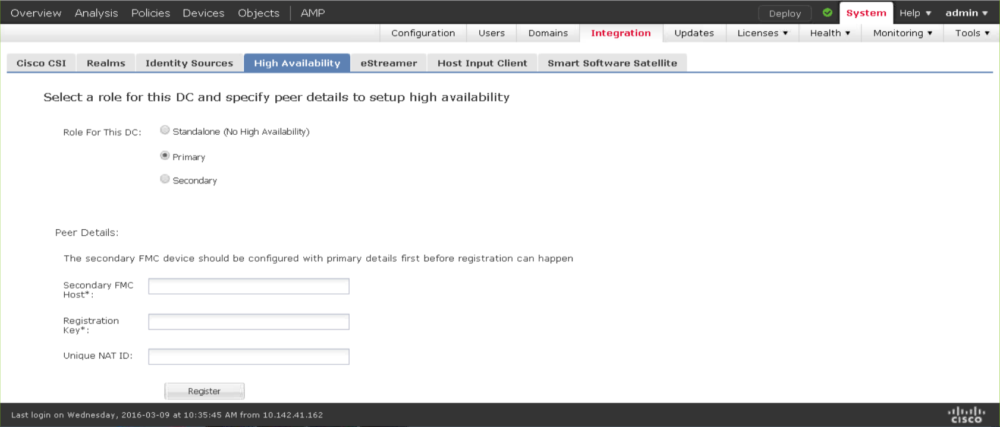 Overview Analysis Policies Devices Objects AMP Deploy System Help ▼ admin ▼
Configuration Users Domains Integration Updates Licenses ▼ Health ▼ Monitoring ▼ Tools ▼
Cisco CSI Realms Identity Sources High Availability eStreamer Host Input Client Smart Software Satellite
Select a role for this DC and specify peer details to setup high availability
Role For This DC: Standalone (No High Availability)
Primary
Secondary
Peer Details:
The secondary FMC device should be configured with primary details first before registration can happen
Secondary FMC
Host*:
Registration
Key*:
Unique NAT ID:
Register
Last login on Wednesday, 2016-03-09 at 10:35:45 AM from 10.142.41.162
CISCO